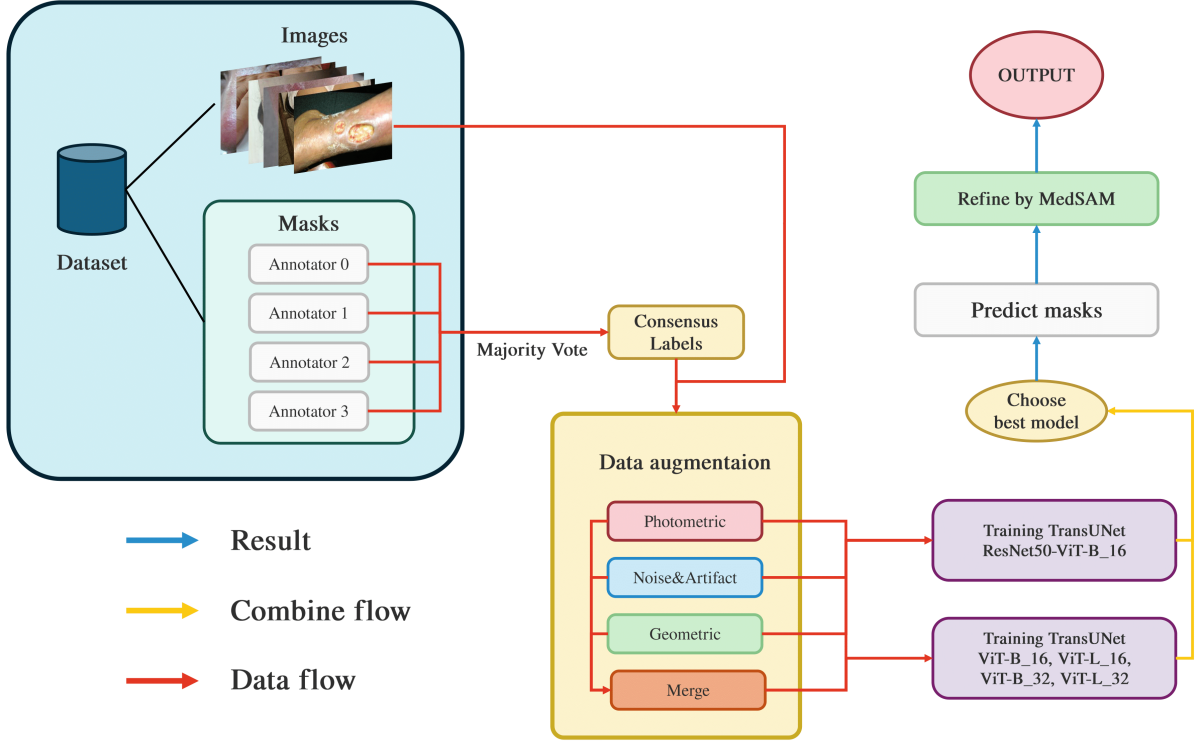 Images
Dataset
Masks
Annotator 0
Annotator 1
Annotator 2
Annotator 3
Majority Vote
Consensus
Labels
Data augmentaion
Photometric
Noise&Artifact
Geometric
Merge
Training TransUNet
ResNet50-ViT-B_16
Training TransUNet
ViT-B_16, ViT-L_16,
ViT-B_32, ViT-L_32
Choose
best model
Predict masks
Refine by MedSAM
OUTPUT
Result
Combine flow
Data flow